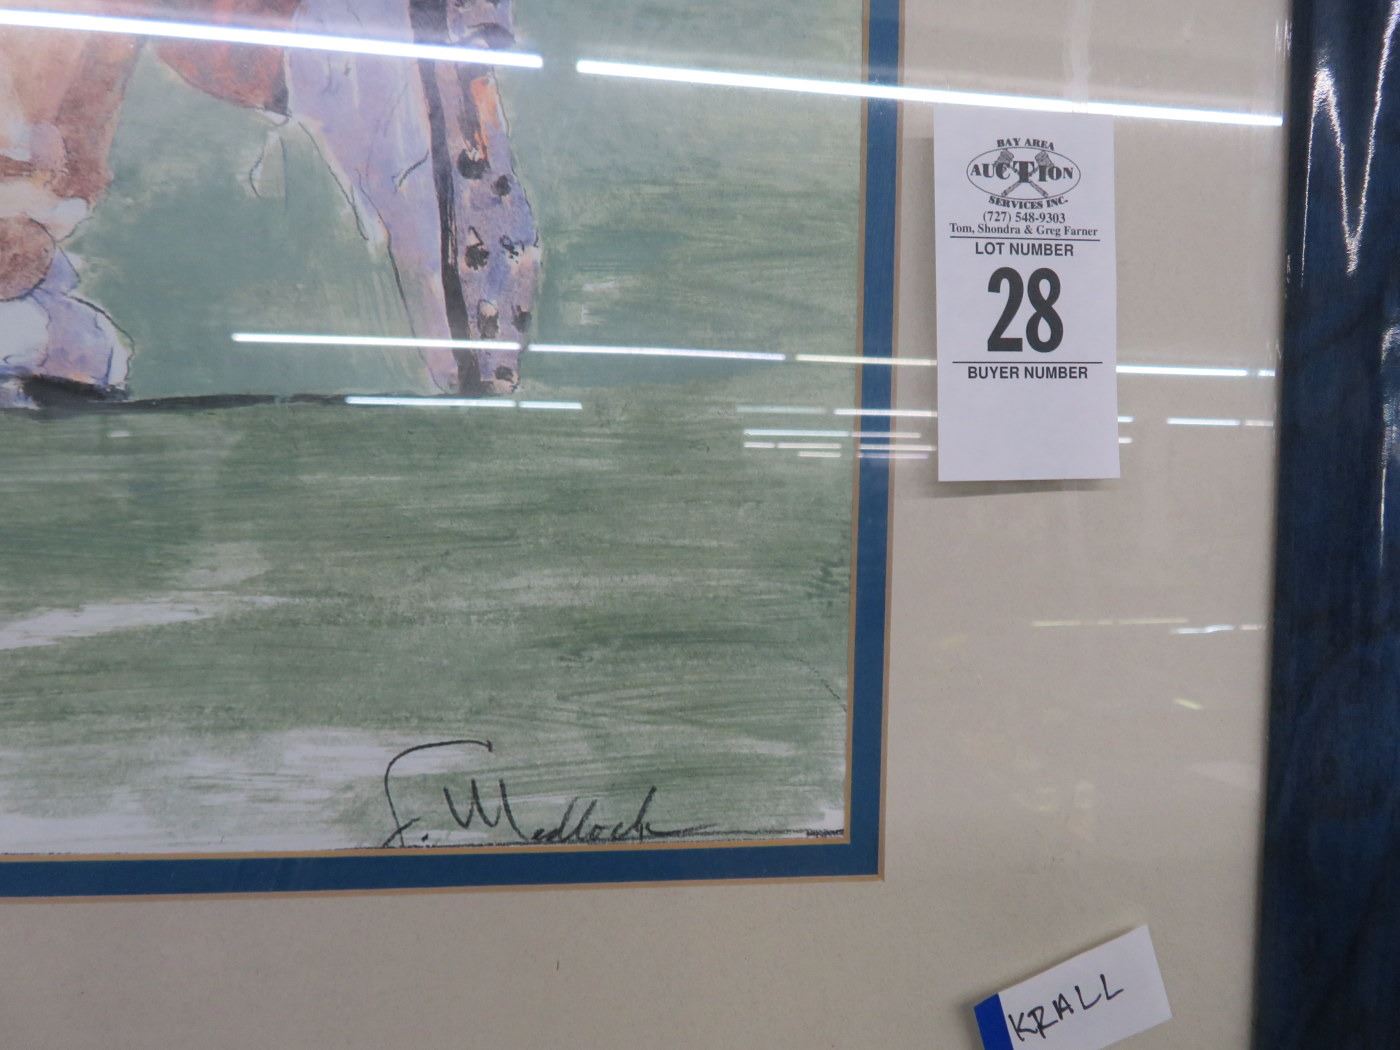 BAY AREA
AUCTION
SERVICES INC.
(727) 548-9303
Tom, Shondra & Greg Farner
LOT NUMBER
28
BUYER NUMBER
F. Medlock
KRALL